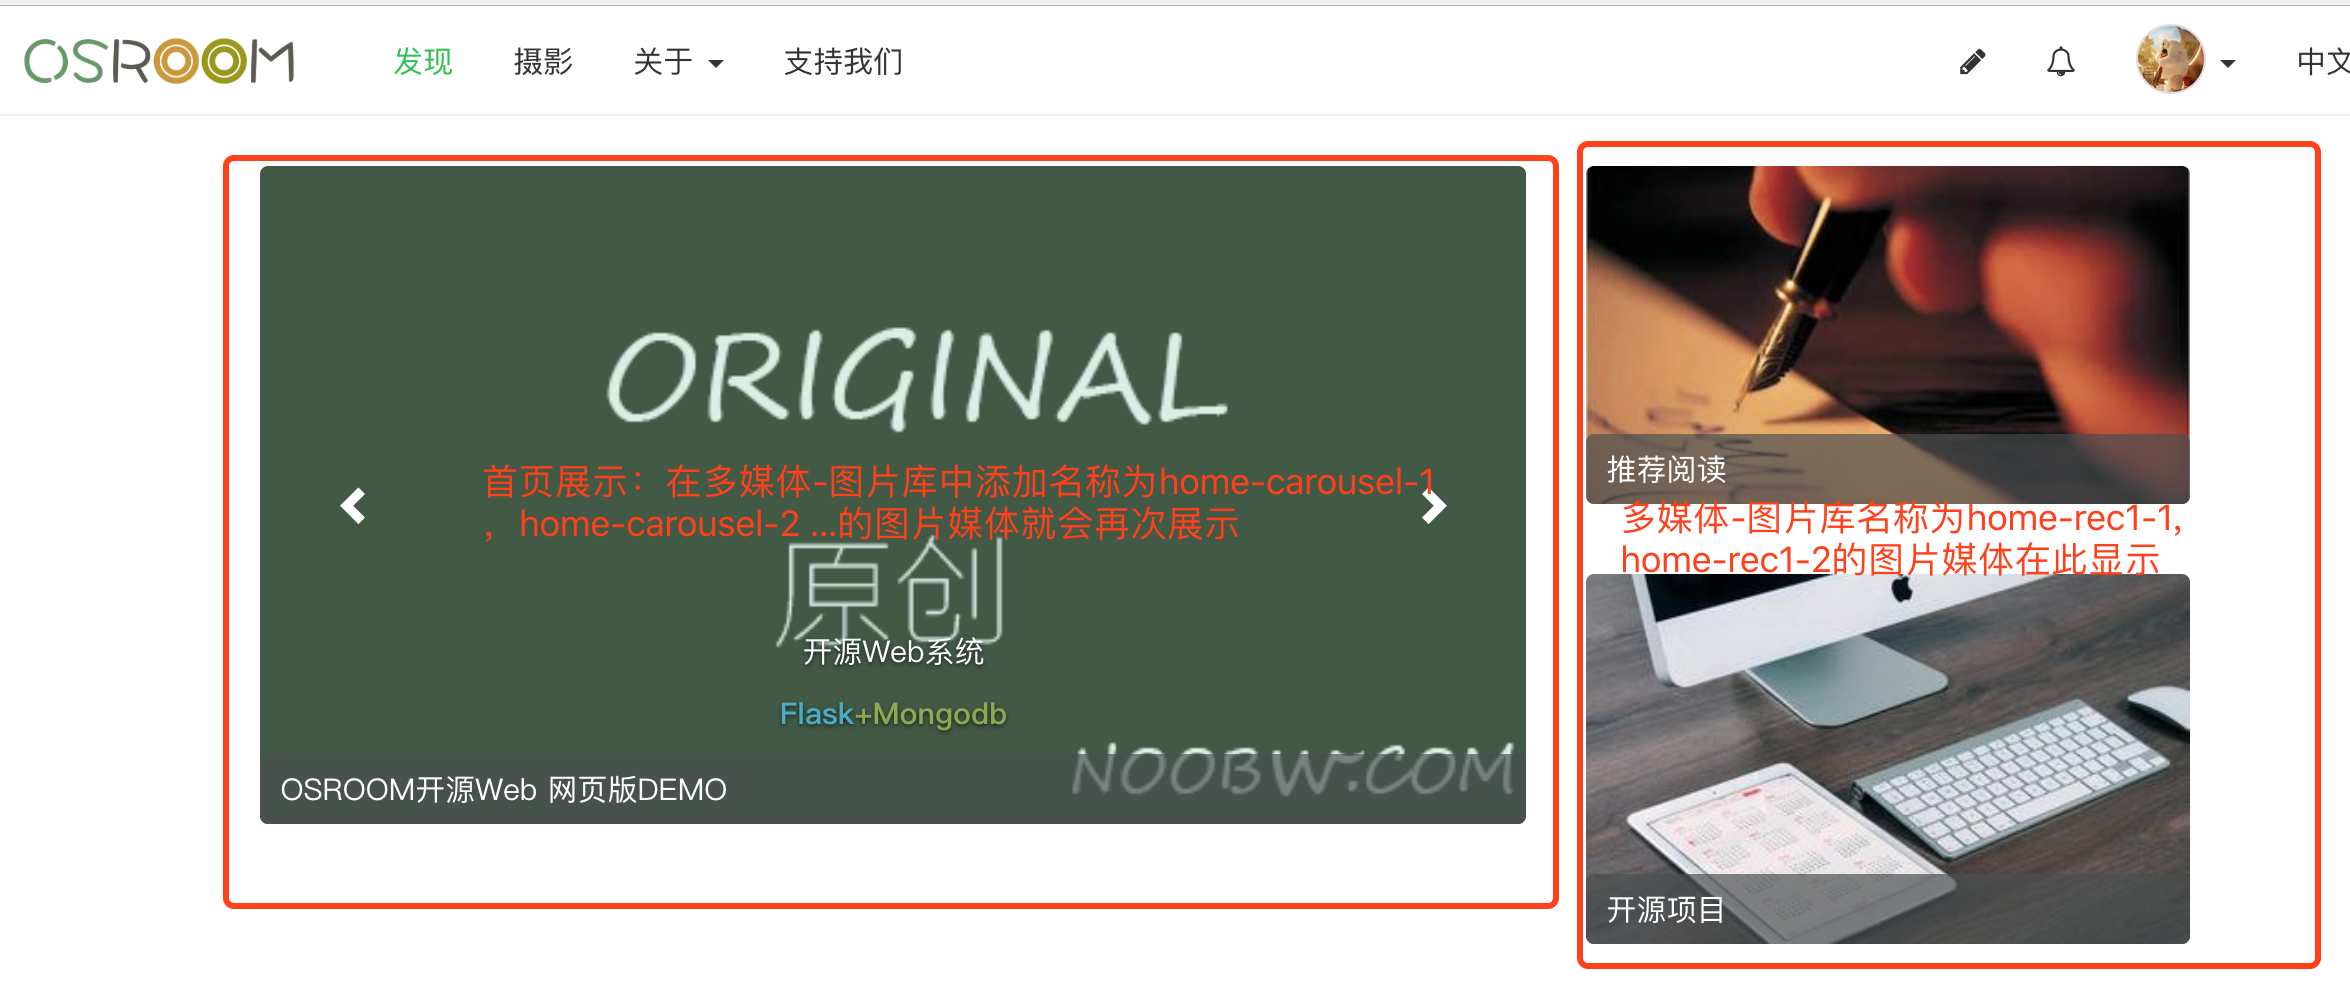 OSROOM
发现 摄影 关于 支持我们 中文
ORIGINAL
首页展示：在多媒体-图片库中添加名称为home-carousel-1
，home-carousel-2 ...的图片媒体就会再次展示
原创
开源Web系统
Flask+Mongodb
NOOBW~.COM
OSROOM开源Web 网页版DEMO
推荐阅读
多媒体-图片库名称为home-rec1-1,
home-rec1-2的图片媒体在此显示
开源项目